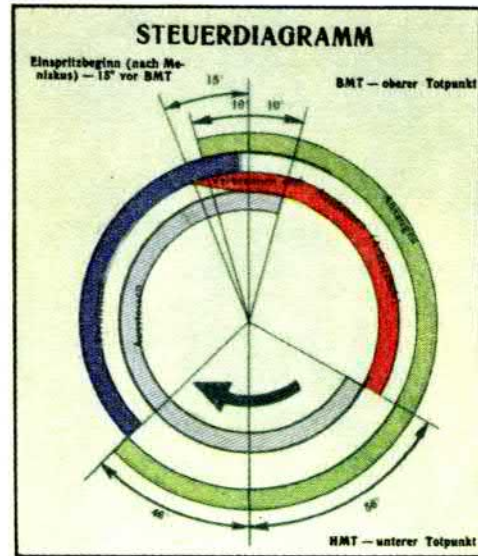 STEUERDIAGRAMM
Einspritzbeginn (nach Me-
niskus) — 15° vor BMT
BMT — oberer Totpunkt
15°
10° 10°
Ansaugen
46°
56°
HMT — unterer Totpunkt